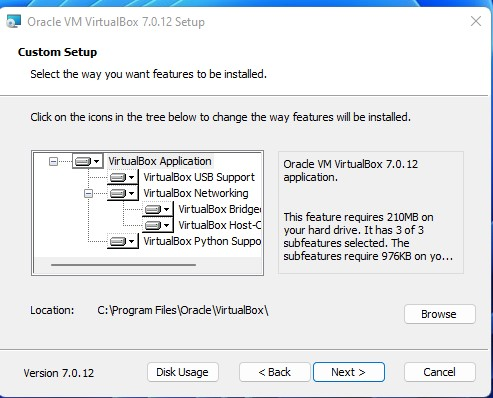 Oracle VM VirtualBox 7.0.12 Setup
Custom Setup
Select the way you want features to be installed.
Click on the icons in the tree below to change the way features will be installed.
VirtualBox Application
VirtualBox USB Support
VirtualBox Networking
VirtualBox Bridge
VirtualBox Host-C
VirtualBox Python Suppo
Oracle VM VirtualBox 7.0.12
application.
This feature requires 210MB on
your hard drive. It has 3 of 3
subfeatures selected. The
subfeatures require 976KB on yo...
Location: C:\Program Files\Oracle\VirtualBox\
Browse
Version 7.0.12
Disk Usage
< Back
Next >
Cancel